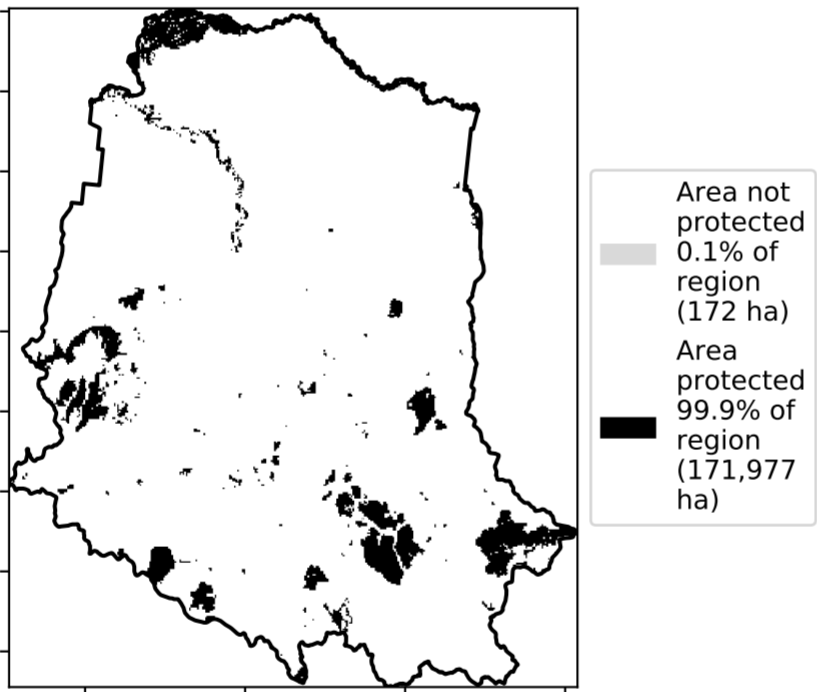 Area not
protected
0.1% of
region
(172 ha)
Area
protected
99.9% of
region
(171,977
ha)